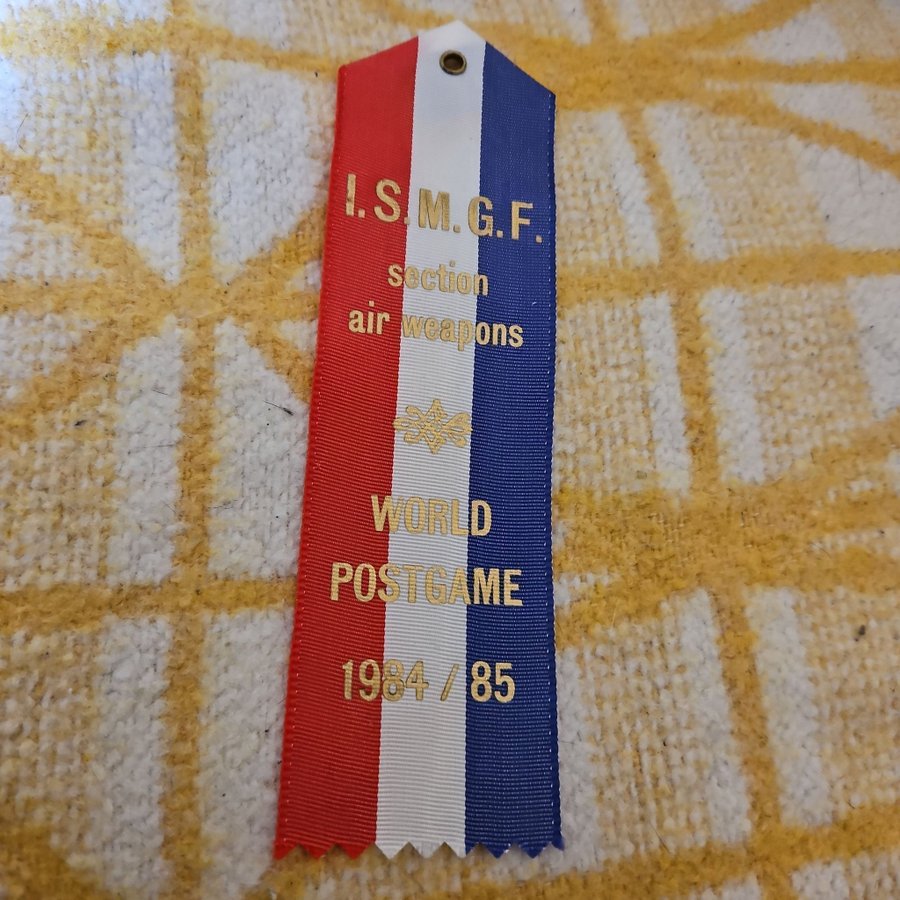 I.S.M.G.F.
section
air weapons
WORLD
POSTGAME
1984 / 85